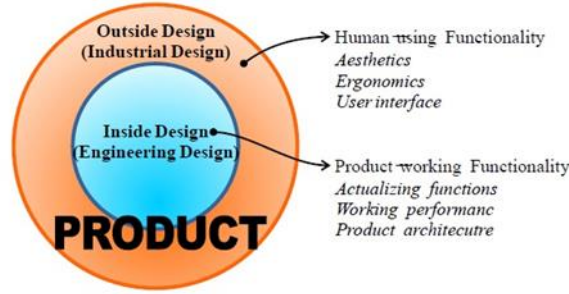 Outside Design
(Industrial Design)
Inside Design
(Engineering Design)
PRODUCT
Human using Functionality
Aesthetics
Ergonomics
User interface
Product working Functionality
Actualizing functions
Working performanc
Product architecutre